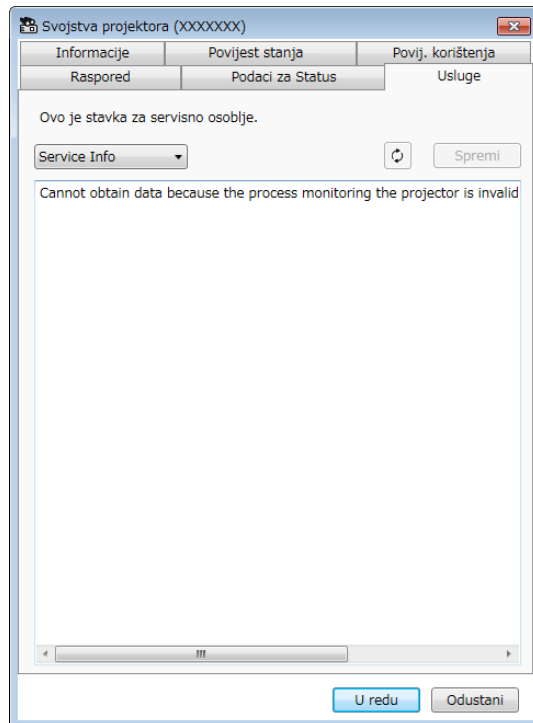 Svojstva projektora (XXXXXXX)
Informacije
Povijest stanja
Povij. korištenja
Raspored
Podaci za Status
Usluge
Ovo je stavka za servisno osoblje.
Service Info
Spremi
Cannot obtain data because the process monitoring the projector is invalid
U redu
Odustani